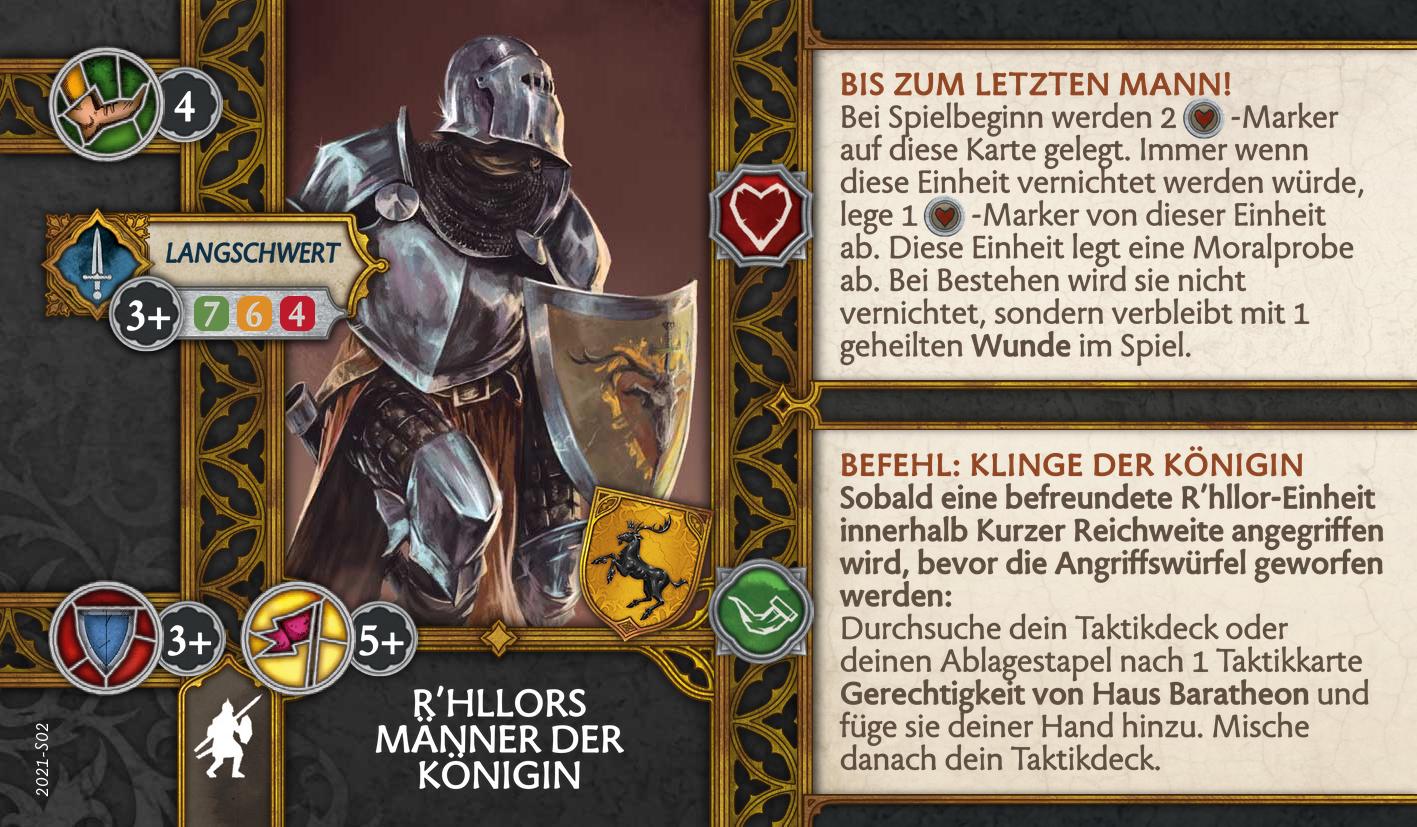 4
LANGSCHWERT
3+ 7 6 4
3+ 5+
R’HLLORS
MÄNNER DER
KÖNIGIN
2021-S02
BIS ZUM LETZTEN MANN!
Bei Spielbeginn werden 2 -Marker
auf diese Karte gelegt. Immer wenn
diese Einheit vernichtet werden würde,
lege 1 -Marker von dieser Einheit
ab. Diese Einheit legt eine Moralprobe
ab. Bei Bestehen wird sie nicht
vernichtet, sondern verbleibt mit 1
geheilten Wunde im Spiel.
BEFEHL: KLINGE DER KÖNIGIN
Sobald eine befreundete R’hllor-Einheit
innerhalb Kurzer Reichweite angegriffen
wird, bevor die Angriffswürfel geworfen
werden:
Durchsuche dein Taktikdeck oder
deinen Ablagestapel nach 1 Taktikkarte
Gerechtigkeit von Haus Baratheon und
füge sie deiner Hand hinzu. Mische
danach dein Taktikdeck.